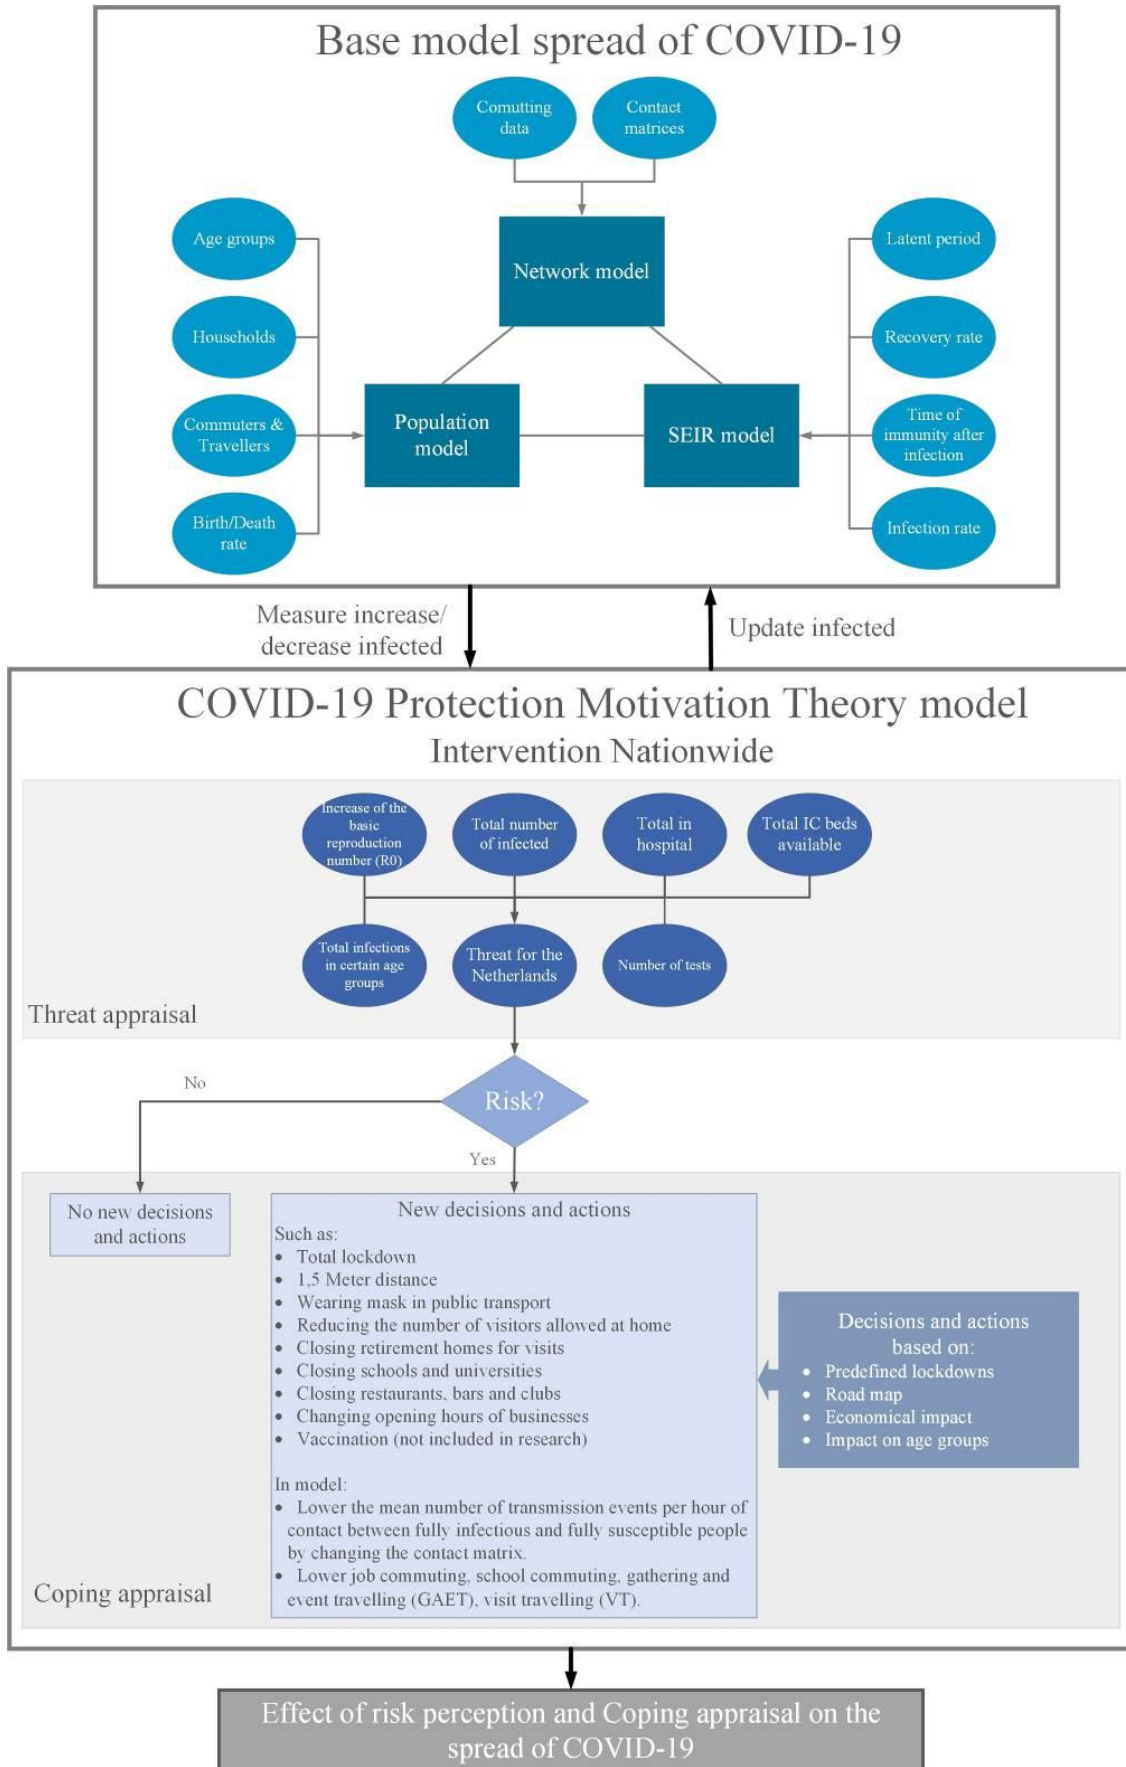 Base model spread of COVID-19
Comutting
data
Contact
matrices
Network model
Age groups
Households
Commuters &
Travellers
Birth/Death
rate
Population
model
SEIR model
Latent period
Recovery rate
Time of
immunity after
infection
Infection rate
Measure increase/
decrease infected
Update infected
COVID-19 Protection Motivation Theory model
Intervention Nationwide
Increase of the
basic
reproduction
number (R0)
Total number
of infected
Total in
hospital
Total IC beds
available
Total infections
in certain age
groups
Threat for the
Netherlands
Number of tests
Threat appraisal
Risk?
No
Yes
No new decisions
and actions
New decisions and actions
Such as:
• Total lockdown
• 1,5 Meter distance
• Wearing mask in public transport
• Reducing the number of visitors allowed at home
• Closing retirement homes for visits
• Closing schools and universities
• Closing restaurants, bars and clubs
• Changing opening hours of businesses
• Vaccination (not included in research)
In model:
• Lower the mean number of transmission events per hour of
contact between fully infectious and fully susceptible people
by changing the contact matrix.
• Lower job commuting, school commuting, gathering and
event travelling (GAET), visit travelling (VT).
Decisions and actions
based on:
• Predefined lockdowns
• Road map
• Economical impact
• Impact on age groups
Coping appraisal
Effect of risk perception and Coping appraisal on the
spread of COVID-19